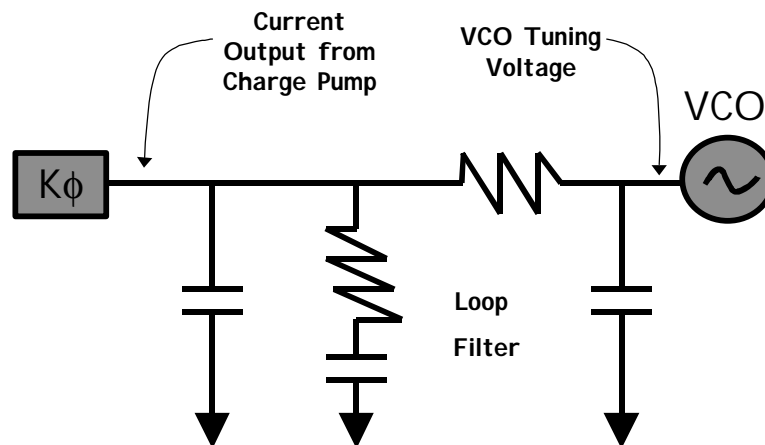 Current
Output from
Charge Pump
VCO Tuning
Voltage
VCO
Kϕ
Loop
Filter